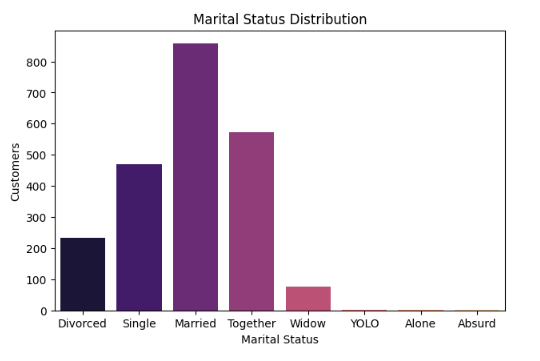 Marital Status Distribution
Customers
800
700
600
500
400
300
200
100
0
Divorced Single Married Together Widow YOLO Alone Absurd
Marital Status